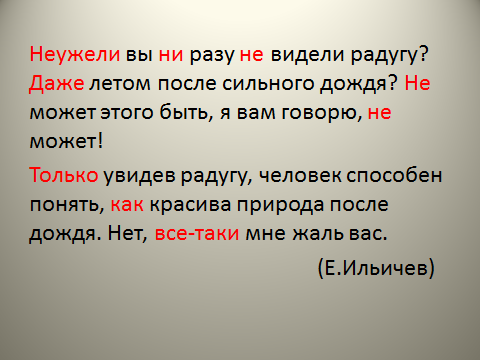 Неужели вы ни разу не видели радугу?
Даже летом после сильного дождя? Не
может этого быть, я вам говорю, не
может!
Только увидев радугу, человек способен
понять, как красива природа после
дождя. Нет, все-таки мне жаль вас.
(Е.Ильичев)